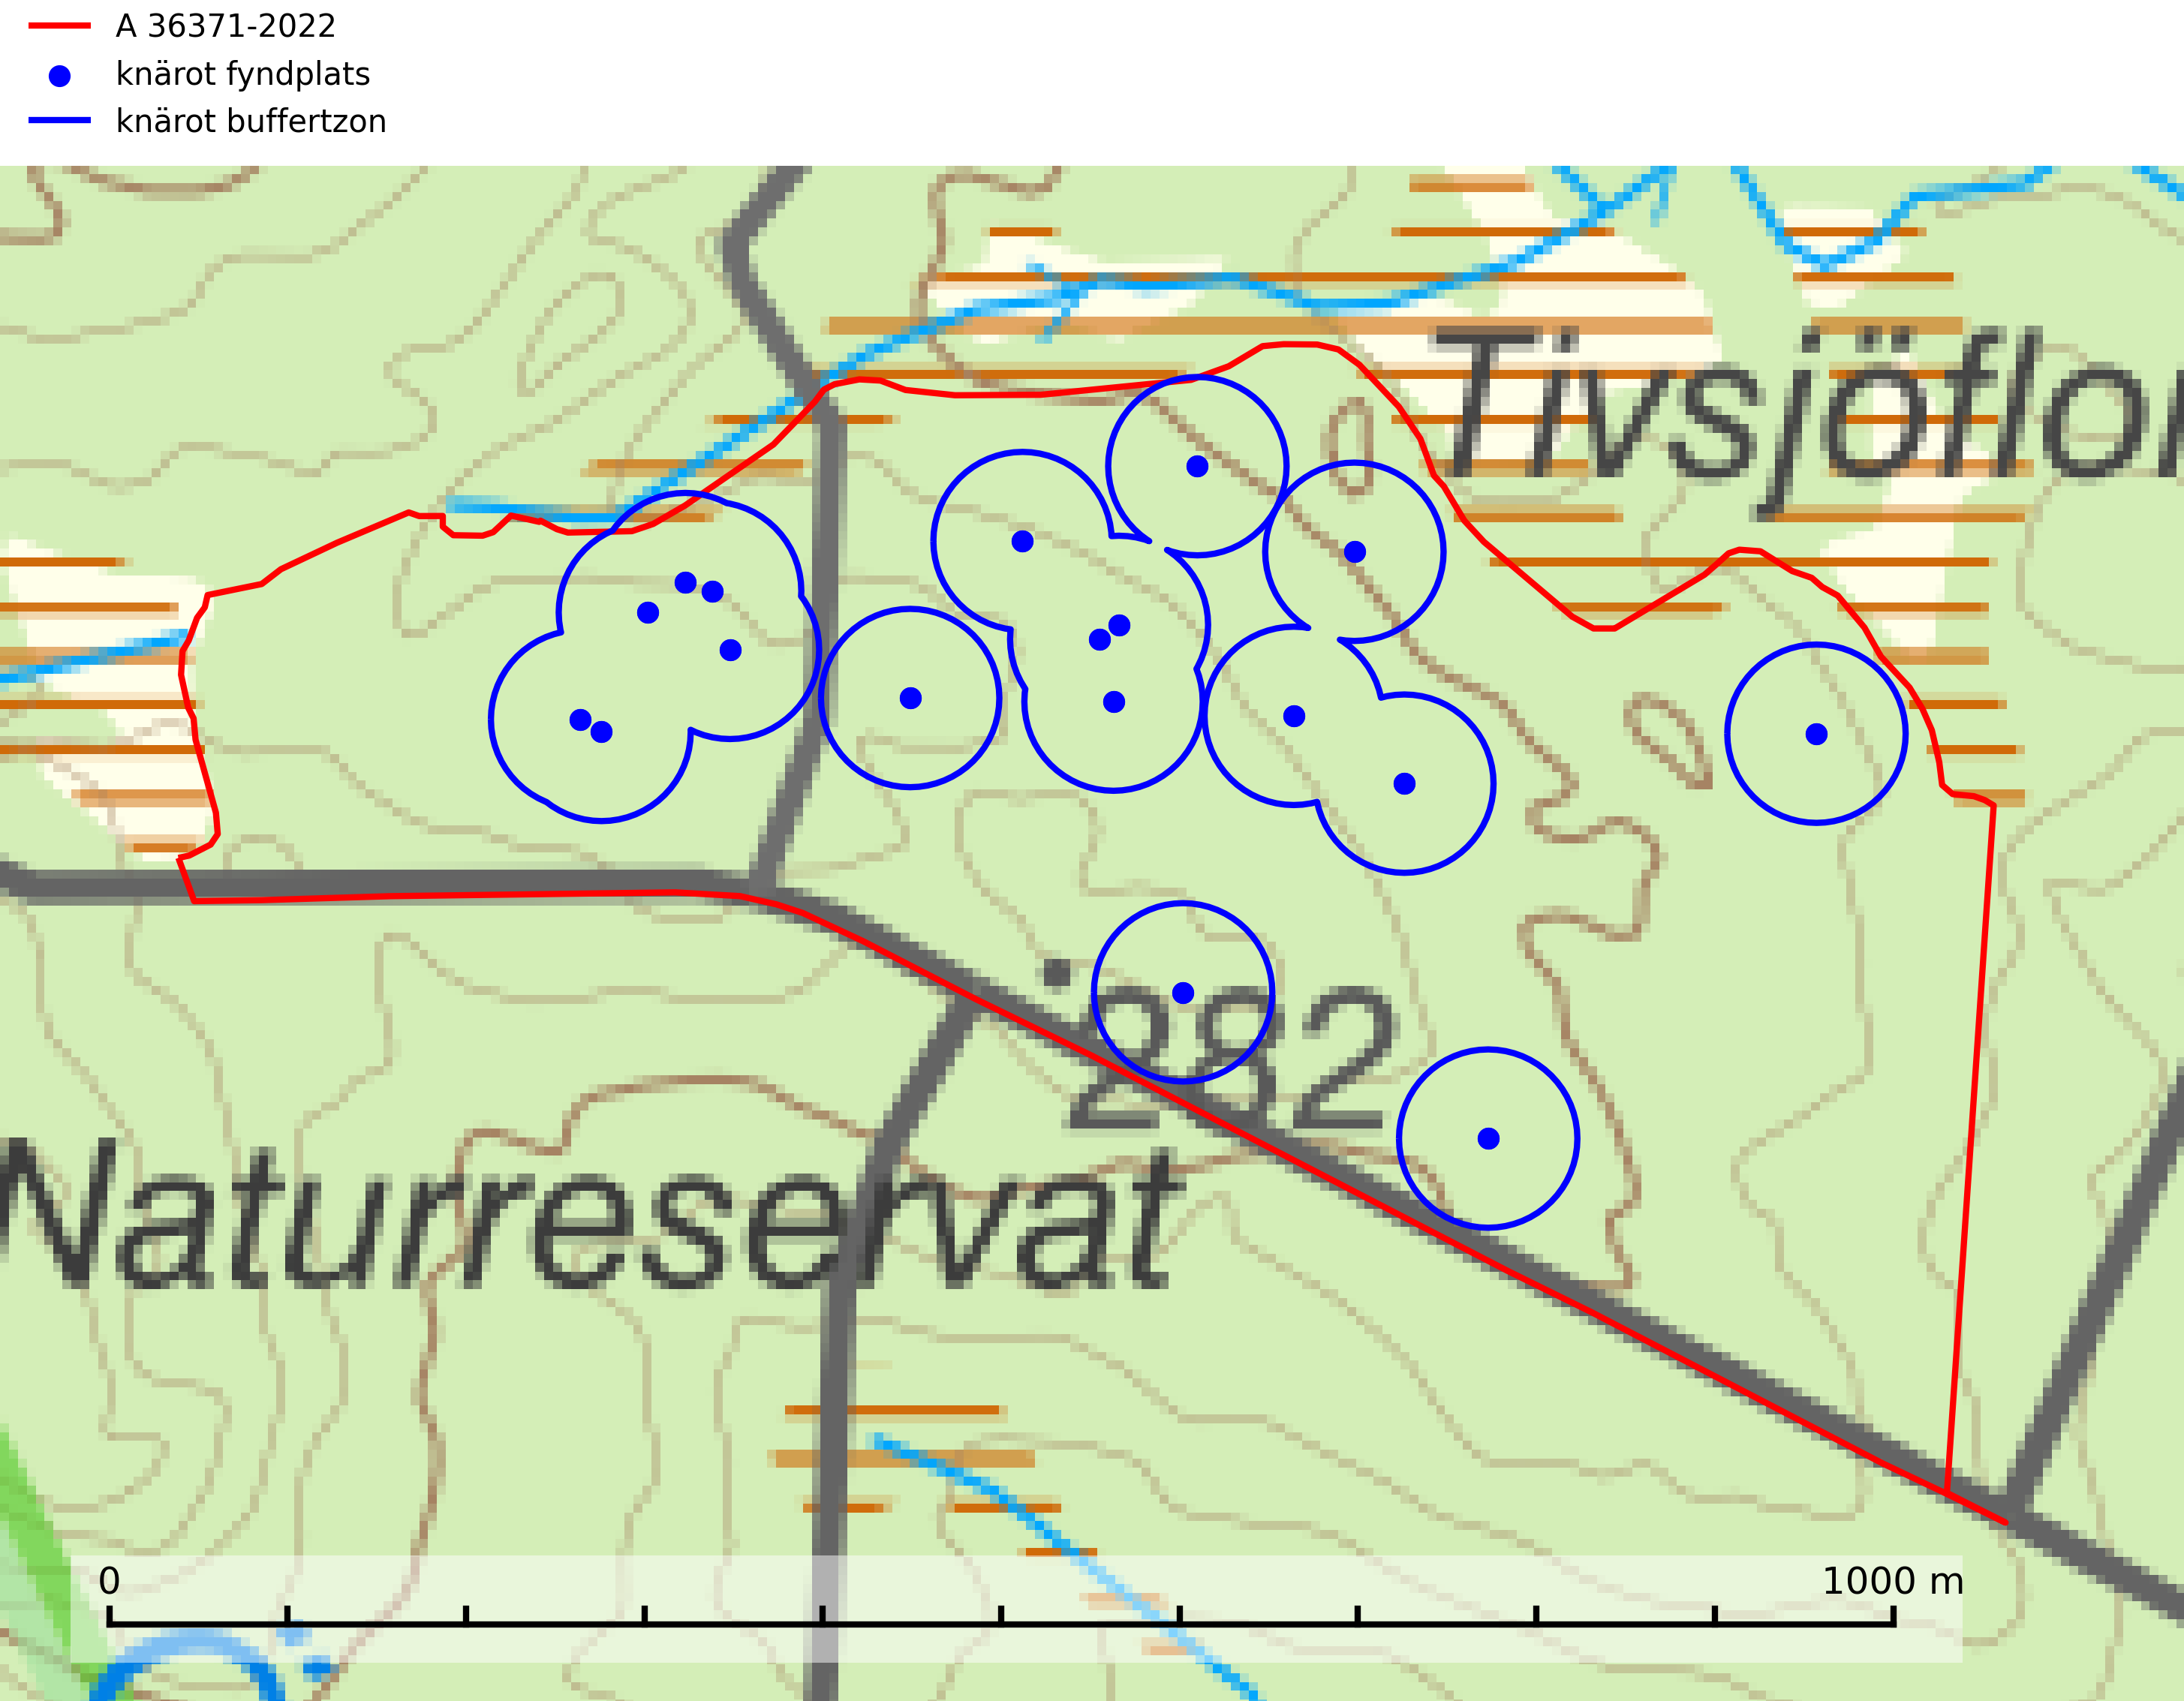 A 36371-2022
knärot fyndplats
knärot buffertzon
Tivsjöflo
282
Naturreservat
0
1000 m